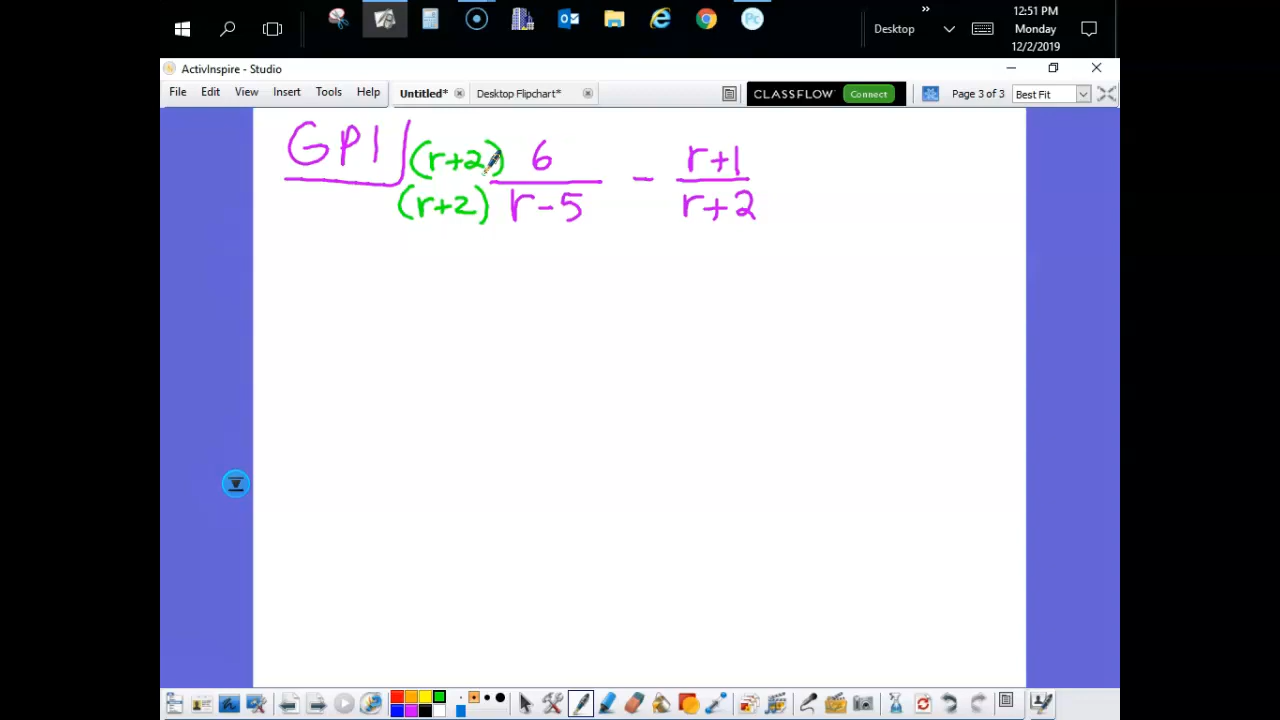 12:51 PM
Desktop
»
Monday
12/2/2019
ActivInspire - Studio
File Edit View Insert Tools Help Untitled* Desktop Flipchart* CLASSFLOW Connect Page 3 of 3 Best Fit
GP1 (r+2) 6 - r+1
(r+2) r-5 r+2